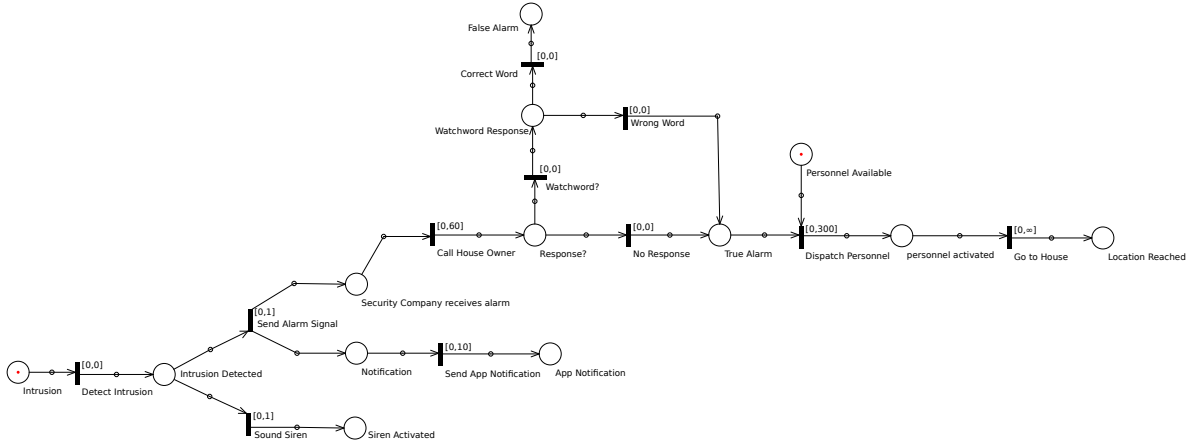 False Alarm
[0,0]
Correct Word
[0,0]
Watchword Response
Wrong Word
[0,0]
Watchword?
Personnel Available
[0,60]
Call House Owner
Response?
[0,0]
No Response
True Alarm
[0,300]
Dispatch Personnel
personnel activated
[0,∞]
Go to House
Location Reached
Security Company receives alarm
[0,1]
Send Alarm Signal
[0,0]
Intrusion
Detect Intrusion
Intrusion Detected
Notification
[0,10]
Send App Notification
App Notification
[0,1]
Sound Siren
Siren Activated